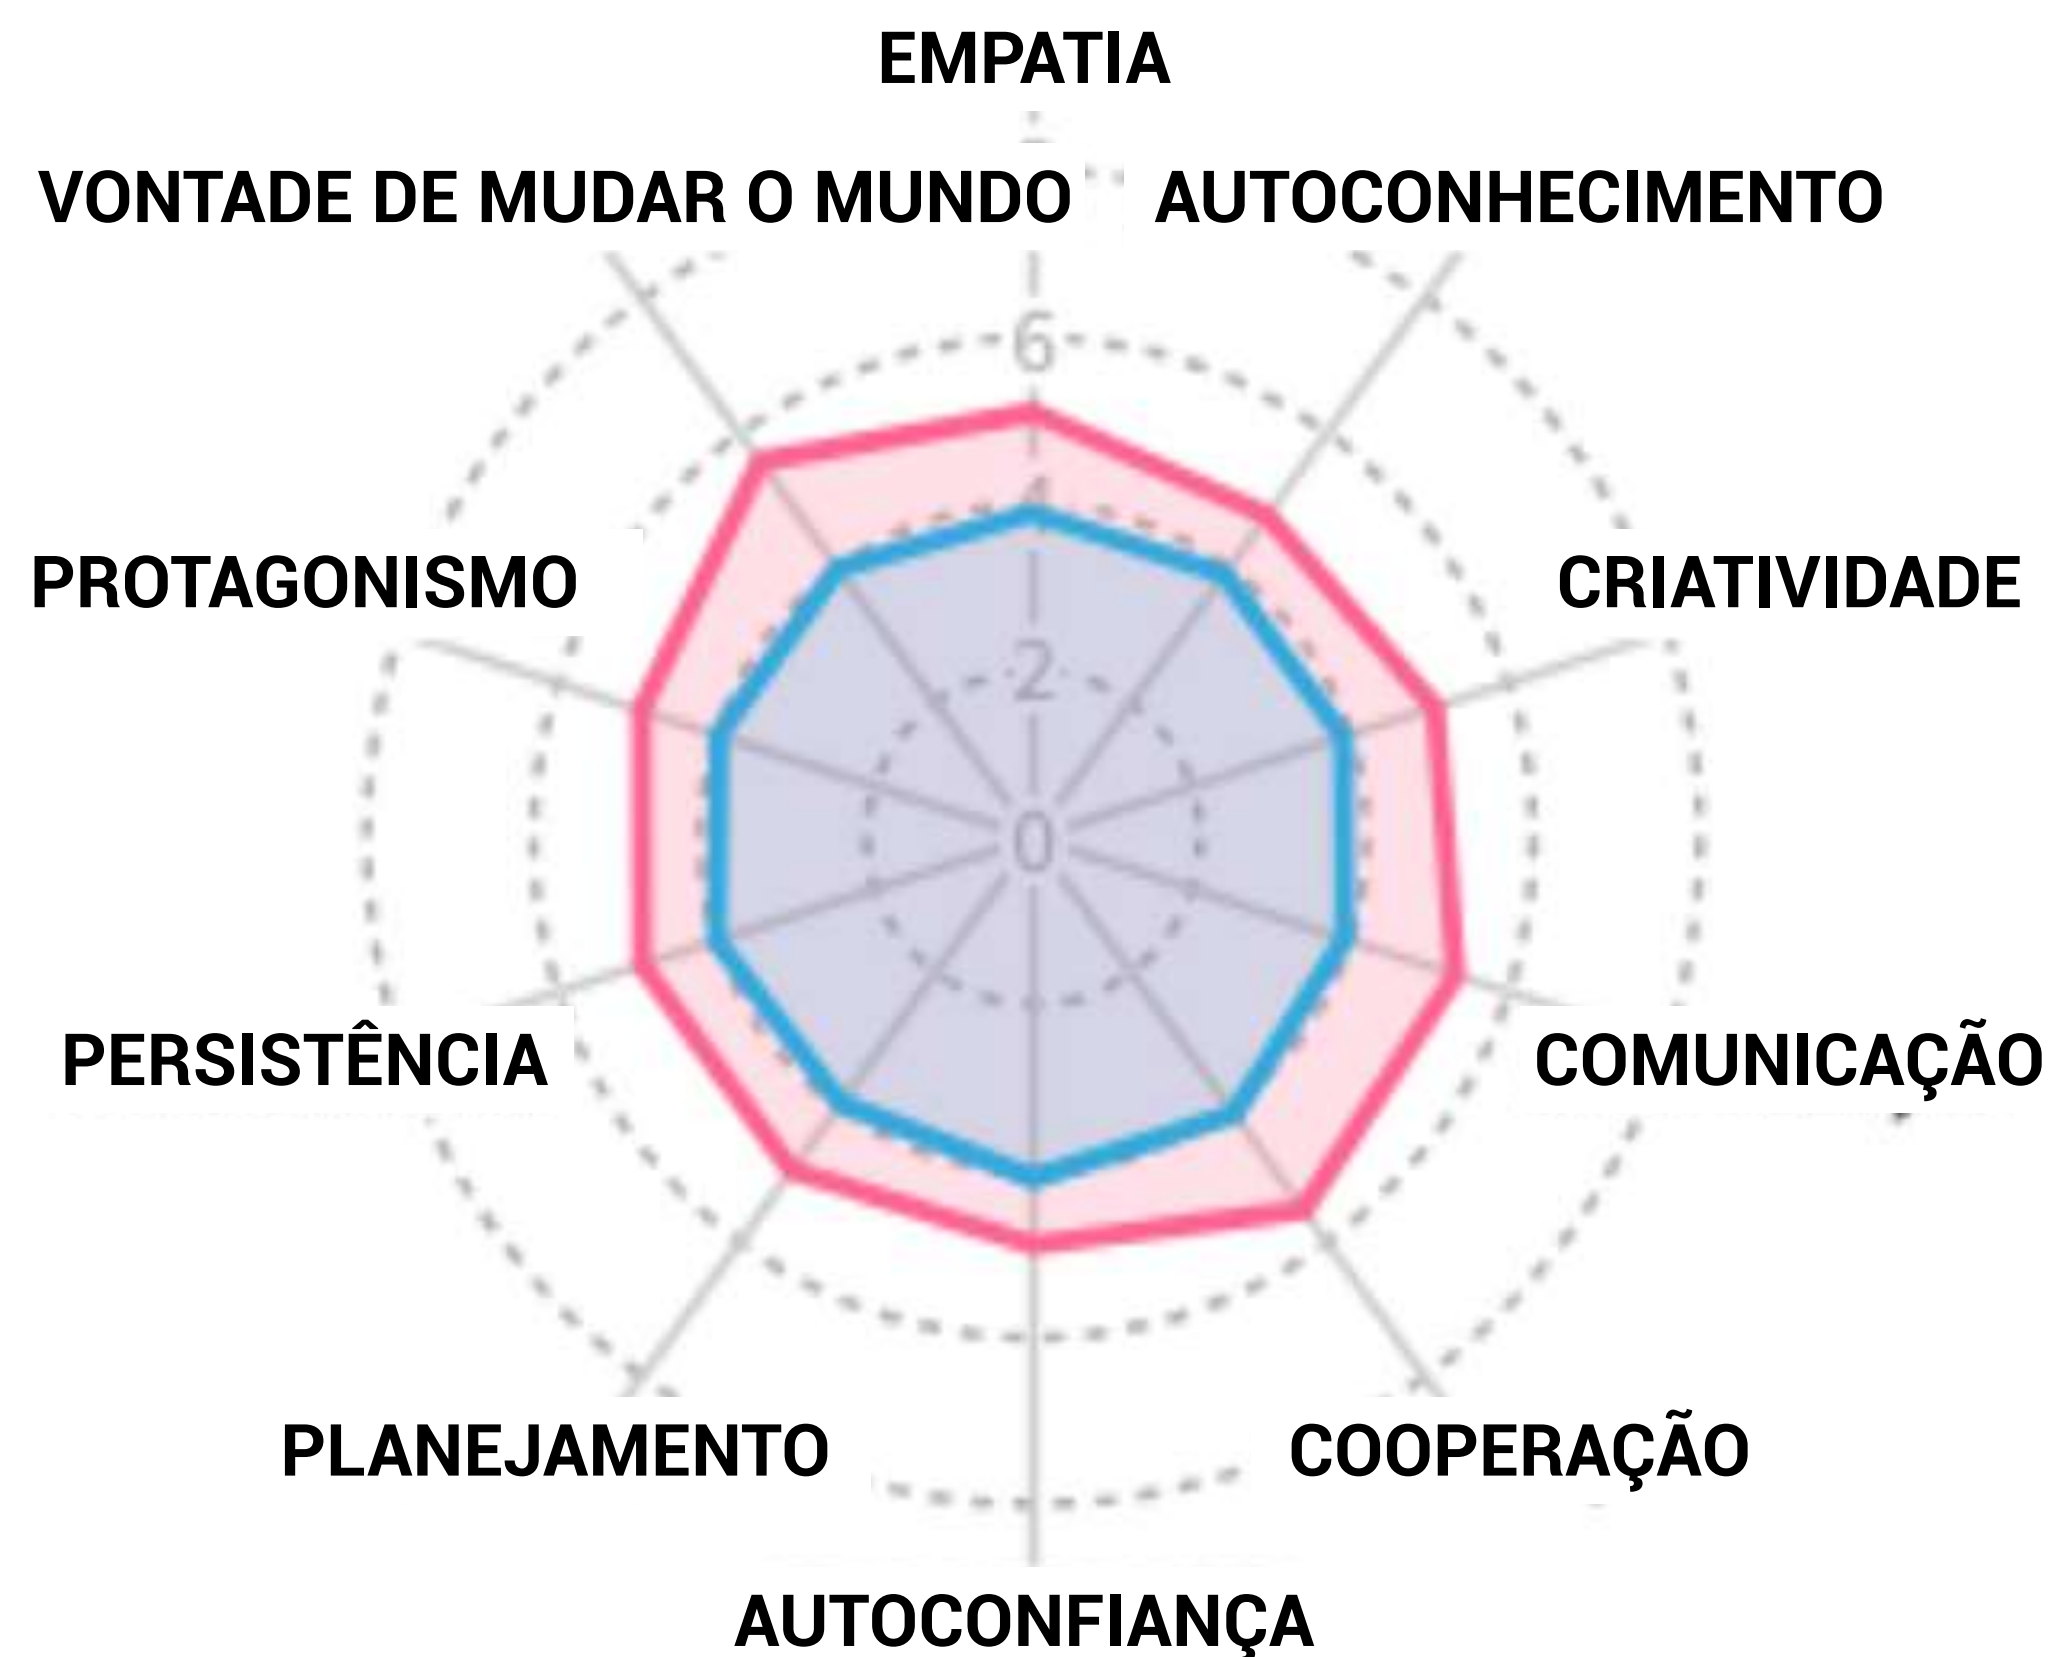 EMPATIA
VONTADE DE MUDAR O MUNDO
AUTOCONHECIMENTO
6
4
PROTAGONISMO
CRIATIVIDADE
2
0
PERSISTÊNCIA
COMUNICAÇÃO
PLANEJAMENTO
COOPERAÇÃO
AUTOCONFIANÇA